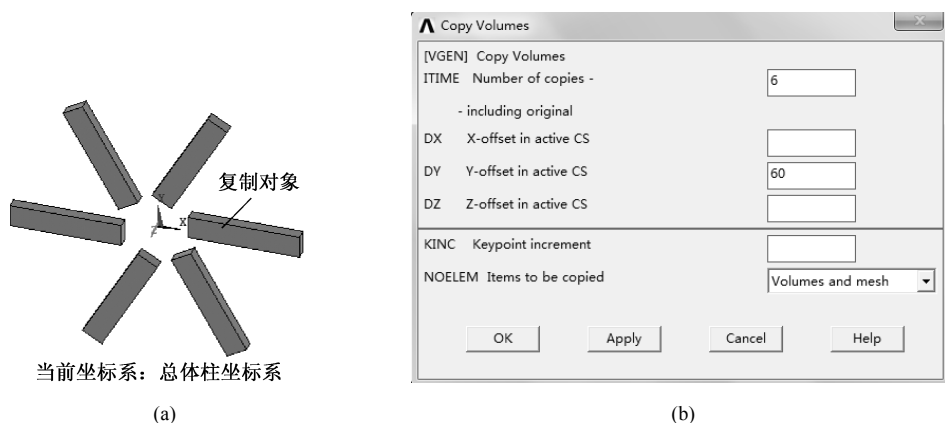 复制对象
Y
X
Z
当前坐标系：总体柱坐标系
(a)
Copy Volumes
[VGEN] Copy Volumes
ITIME Number of copies - 6
- including original
DX X-offset in active CS
DY Y-offset in active CS 60
DZ Z-offset in active CS
KINC Keypoint increment
NOELEM Items to be copied Volumes and mesh
OK Apply Cancel Help
(b)